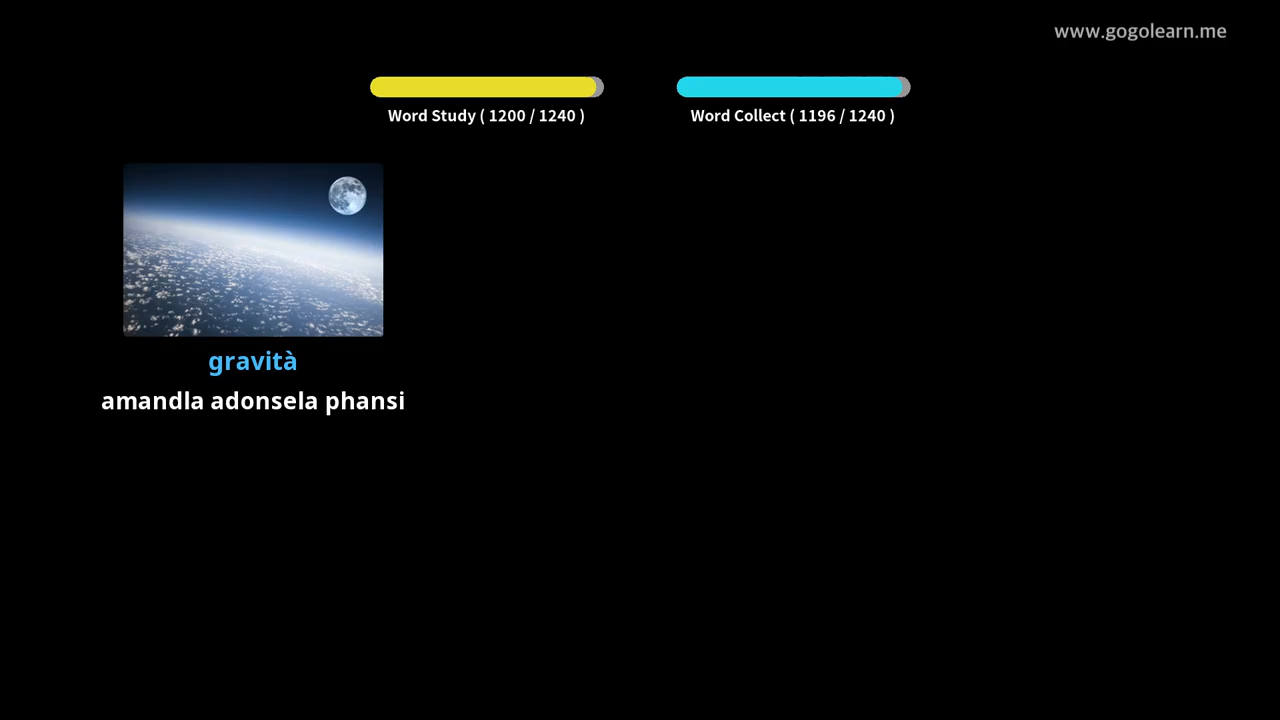 www.gogolearn.me
Word Study ( 1200 / 1240 )
Word Collect ( 1196 / 1240 )
gravità
amandla adonsela phansi